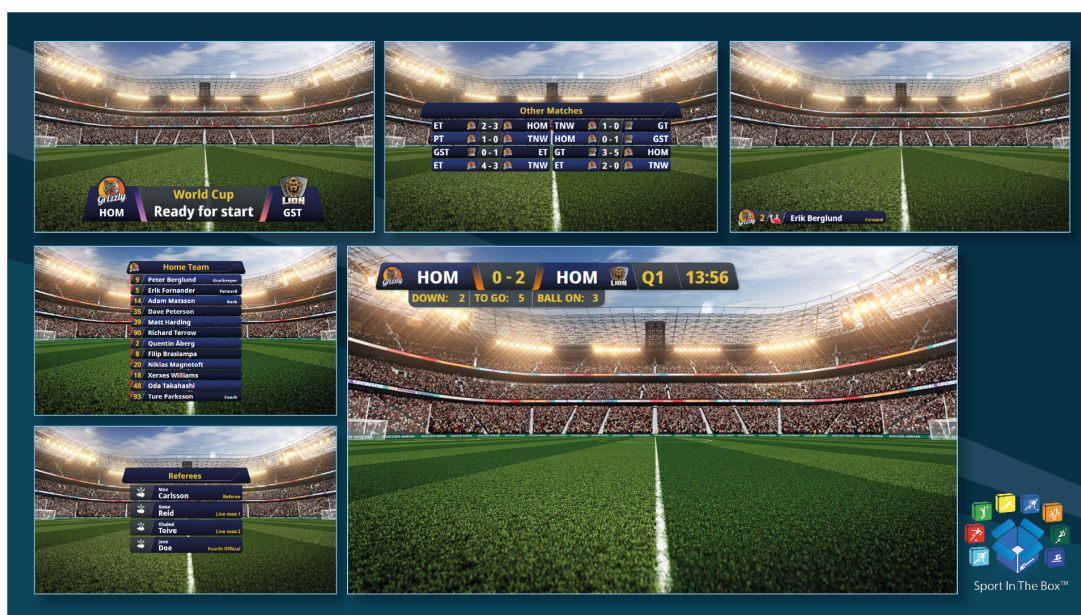 Grizzly
HOM
World Cup
Ready for start
LION
GST
Other Matches
ET 2 - 3 HOM TNW 1 - 0 GT
PT 1 - 0 TNW HOM 0 - 1 GST
GST 0 - 1 ET GT 3 - 5 HOM
ET 4 - 3 TNW ET 2 - 0 TNW
Grizzly 2 Erik Berglund Forward
Home Team
9 Peter Berglund Goalkeeper
5 Erik Fornander Forward
14 Adam Matsson Back
35 Dave Peterson
39 Matt Harding
90 Richard Terrow
2 Quentin Åberg
8 Filip Braslampa
20 Niklas Magnetoft
18 Xerxes Williams
48 Oda Takahashi
93 Ture Parksson Coach
Grizzly HOM 0 - 2 HOM LION Q1 13:56
DOWN: 2 TO GO: 5 BALL ON: 3
SOCCER ARENA
Referees
Max
Carlsson Referee
Anna
Reid Line man 1
Khaled
Toive Line man 2
Jane
Doe Fourth Official
Sport In The Box™